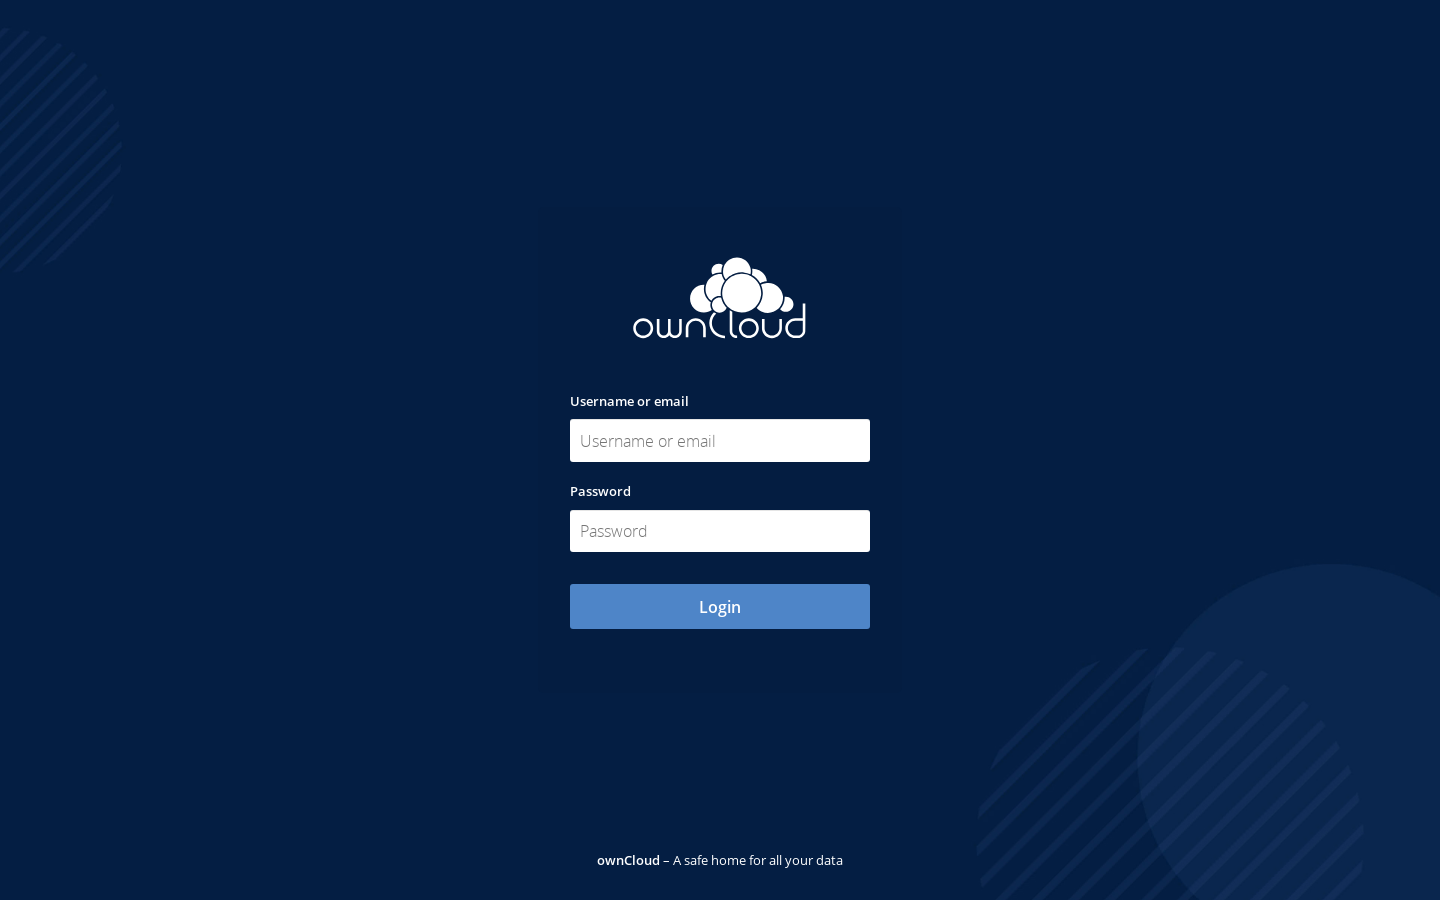 ownCloud
Username or email
Username or email
Password
Password
Login
ownCloud – A safe home for all your data